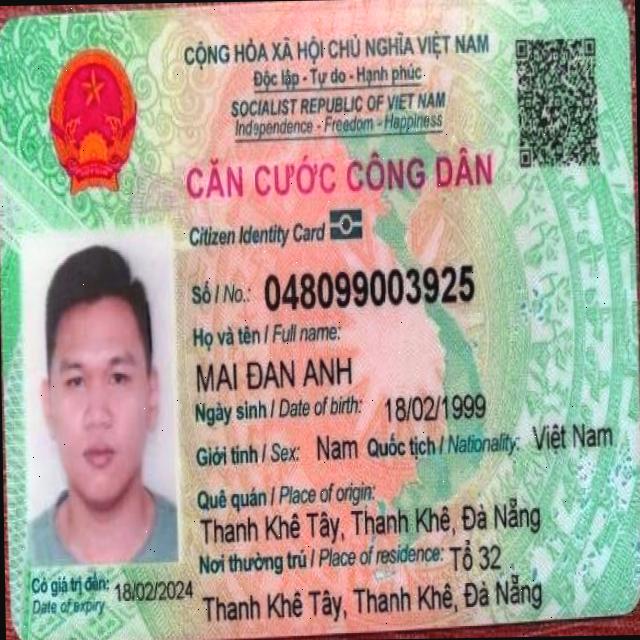 CỘNG HÒA XÃ HỘI CHỦ NGHĨA VIỆT NAM
Độc lập - Tự do - Hạnh phúc
SOCIALIST REPUBLIC OF VIET NAM
Independence - Freedom - Happiness
CĂN CƯỚC CÔNG DÂN
Citizen Identity Card
Số / No.: 048099003925
Họ và tên / Full name:
MAI ĐAN ANH
Ngày sinh / Date of birth: 18/02/1999
Giới tính / Sex: Nam Quốc tịch / Nationality: Việt Nam
Quê quán / Place of origin:
Thanh Khê Tây, Thanh Khê, Đà Nẵng
Nơi thường trú / Place of residence: Tổ 32
Thanh Khê Tây, Thanh Khê, Đà Nẵng
Có giá trị đến: 18/02/2024
Date of expiry